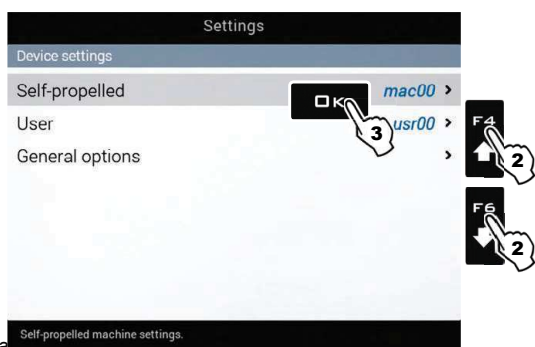 Settings
Device settings
Self-propelled mac00 >
User usr00 >
General options >
OK
3
F4
2
F6
2
Self-propelled machine settings.
a